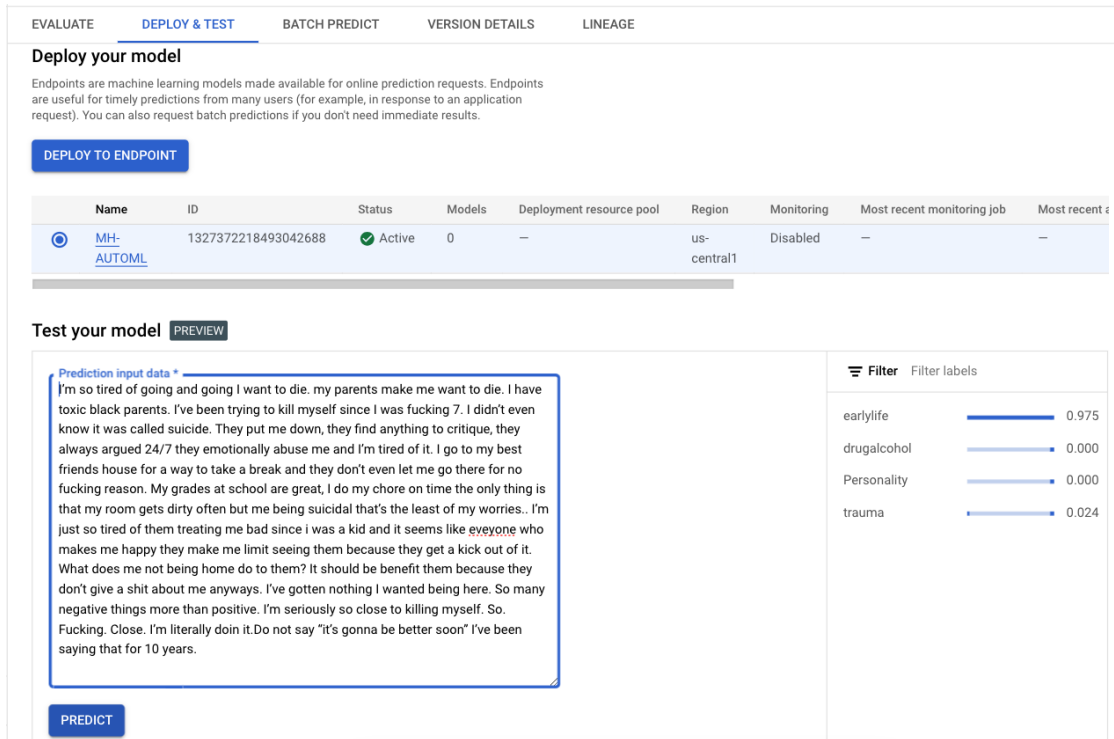 EVALUATE DEPLOY & TEST BATCH PREDICT VERSION DETAILS LINEAGE
Deploy your model
Endpoints are machine learning models made available for online prediction requests. Endpoints
are useful for timely predictions from many users (for example, in response to an application
request). You can also request batch predictions if you don't need immediate results.
DEPLOY TO ENDPOINT
Name ID Status Models Deployment resource pool Region Monitoring Most recent monitoring job Most recent a
MH- 1327372218493042688 Active 0 — us- Disabled — —
AUTOML central1
Test your model PREVIEW
Prediction input data *
I'm so tired of going and going I want to die. my parents make me want to die. I have
toxic black parents. I've been trying to kill myself since I was fucking 7. I didn't even
know it was called suicide. They put me down, they find anything to critique, they
always argued 24/7 they emotionally abuse me and I'm tired of it. I go to my best
friends house for a way to take a break and they don't even let me go there for no
fucking reason. My grades at school are great, I do my chore on time the only thing is
that my room gets dirty often but me being suicidal that's the least of my worries.. I'm
just so tired of them treating me bad since i was a kid and it seems like eveyone who
makes me happy they make me limit seeing them because they get a kick out of it.
What does me not being home do to them? It should be benefit them because they
don't give a shit about me anyways. I've gotten nothing I wanted being here. So many
negative things more than positive. I'm seriously so close to killing myself. So.
Fucking. Close. I'm literally doin it.Do not say “it's gonna be better soon” I've been
saying that for 10 years.
PREDICT
Filter Filter labels
earlylife 0.975
drugalcohol 0.000
Personality 0.000
trauma 0.024